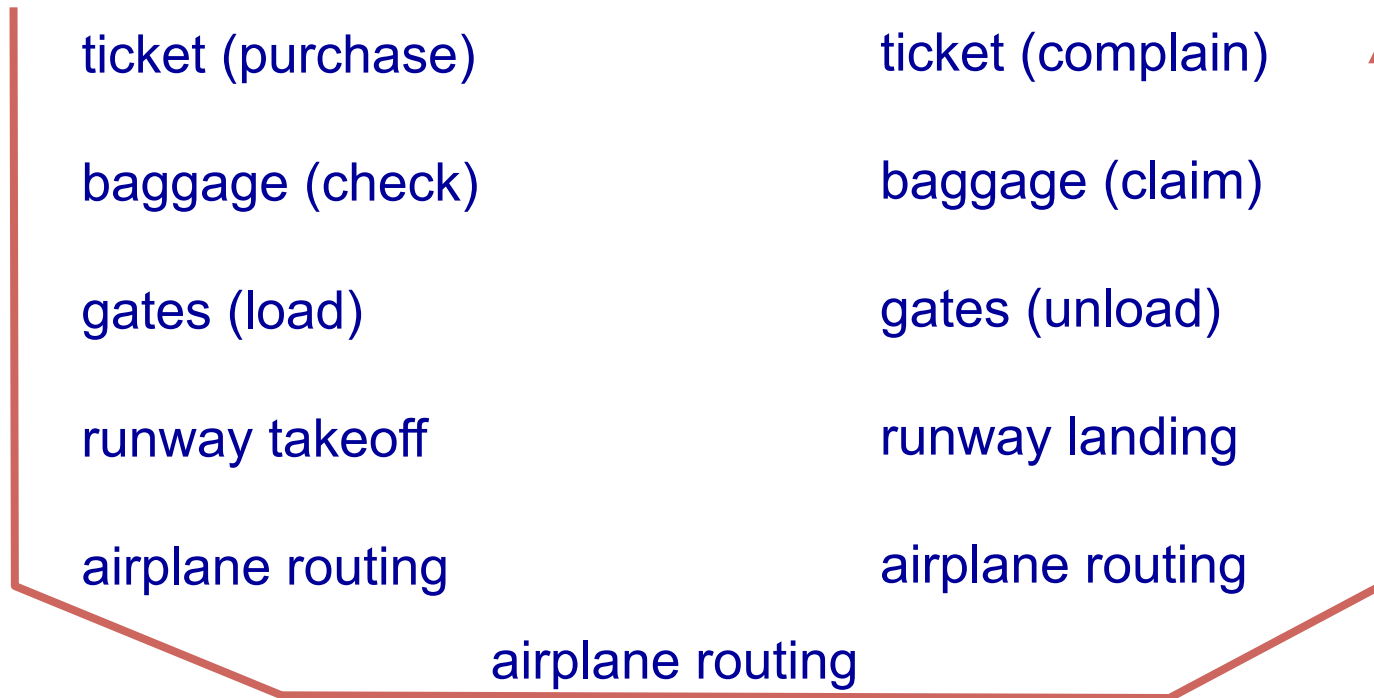 ticket (purchase)
baggage (check)
gates (load)
runway takeoff
airplane routing
ticket (complain)
baggage (claim)
gates (unload)
runway landing
airplane routing
airplane routing